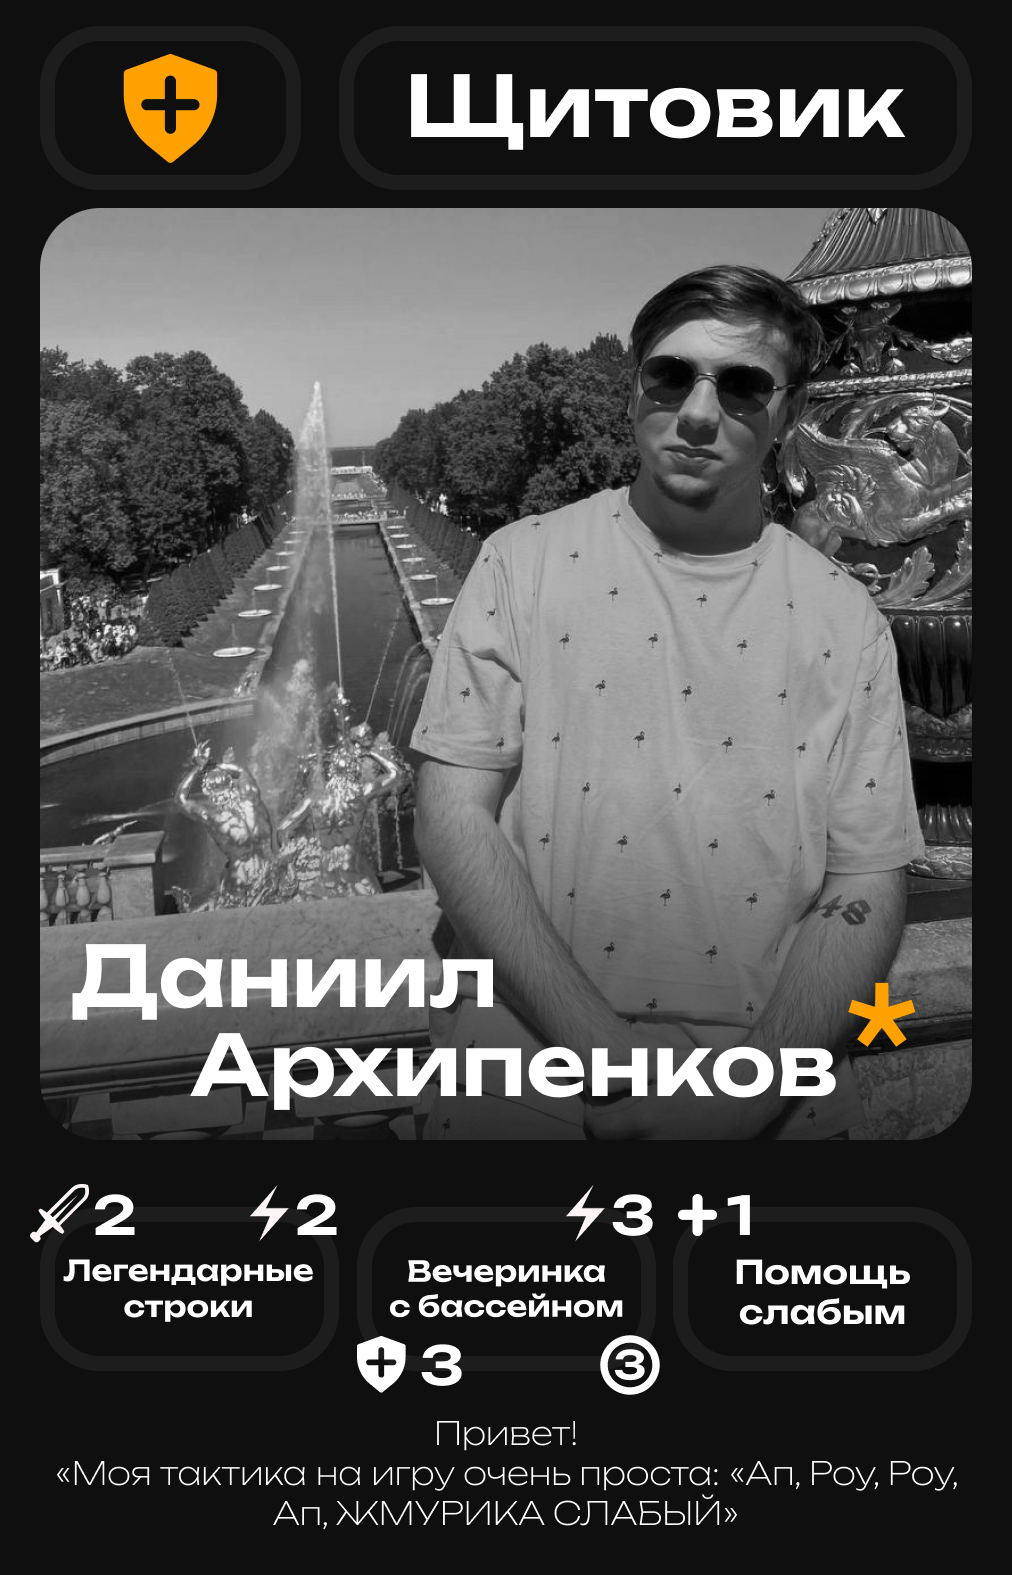 Щитовик
48
Даниил
Архипенков*
2 2
Легендарные
строки
3
Вечеринка
с бассейном
3 3
+1
Помощь
слабым
Привет!
«Моя тактика на игру очень проста: «Ап, Роу, Роу,
Ап, ЖМУРИКА СЛАБЫЙ»